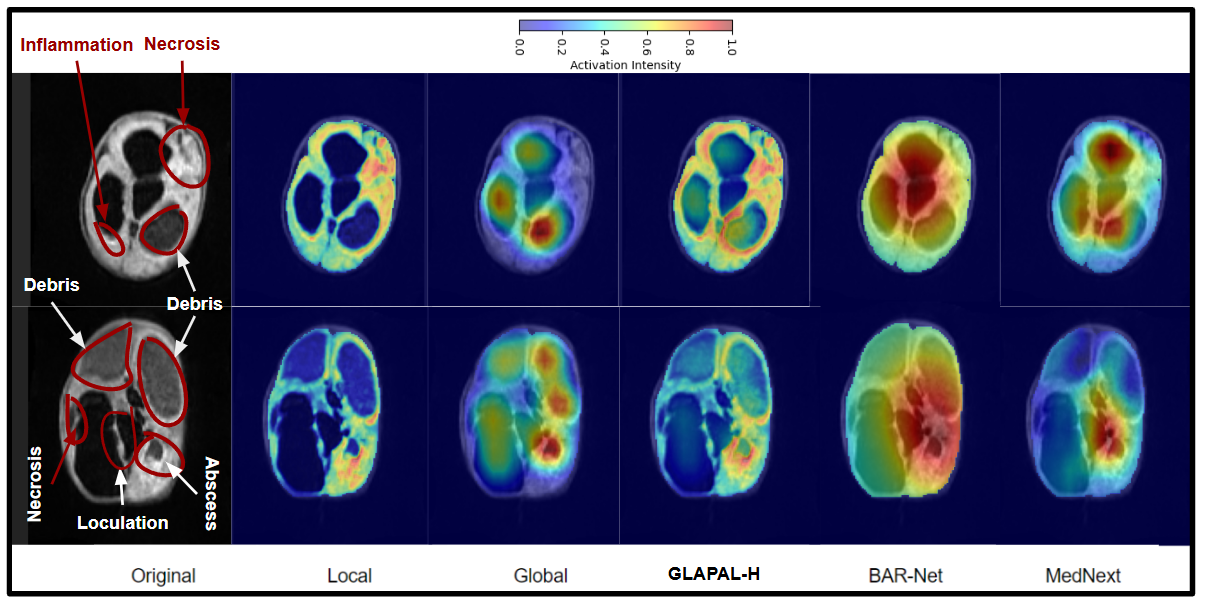 Inflammation Necrosis
0.0 0.2 0.4 0.6 0.8 1.0
Activation Intensity
Debris
Debris
Necrosis
Abscess
Loculation
Original Local Global GLAPAL-H BAR-Net MedNext